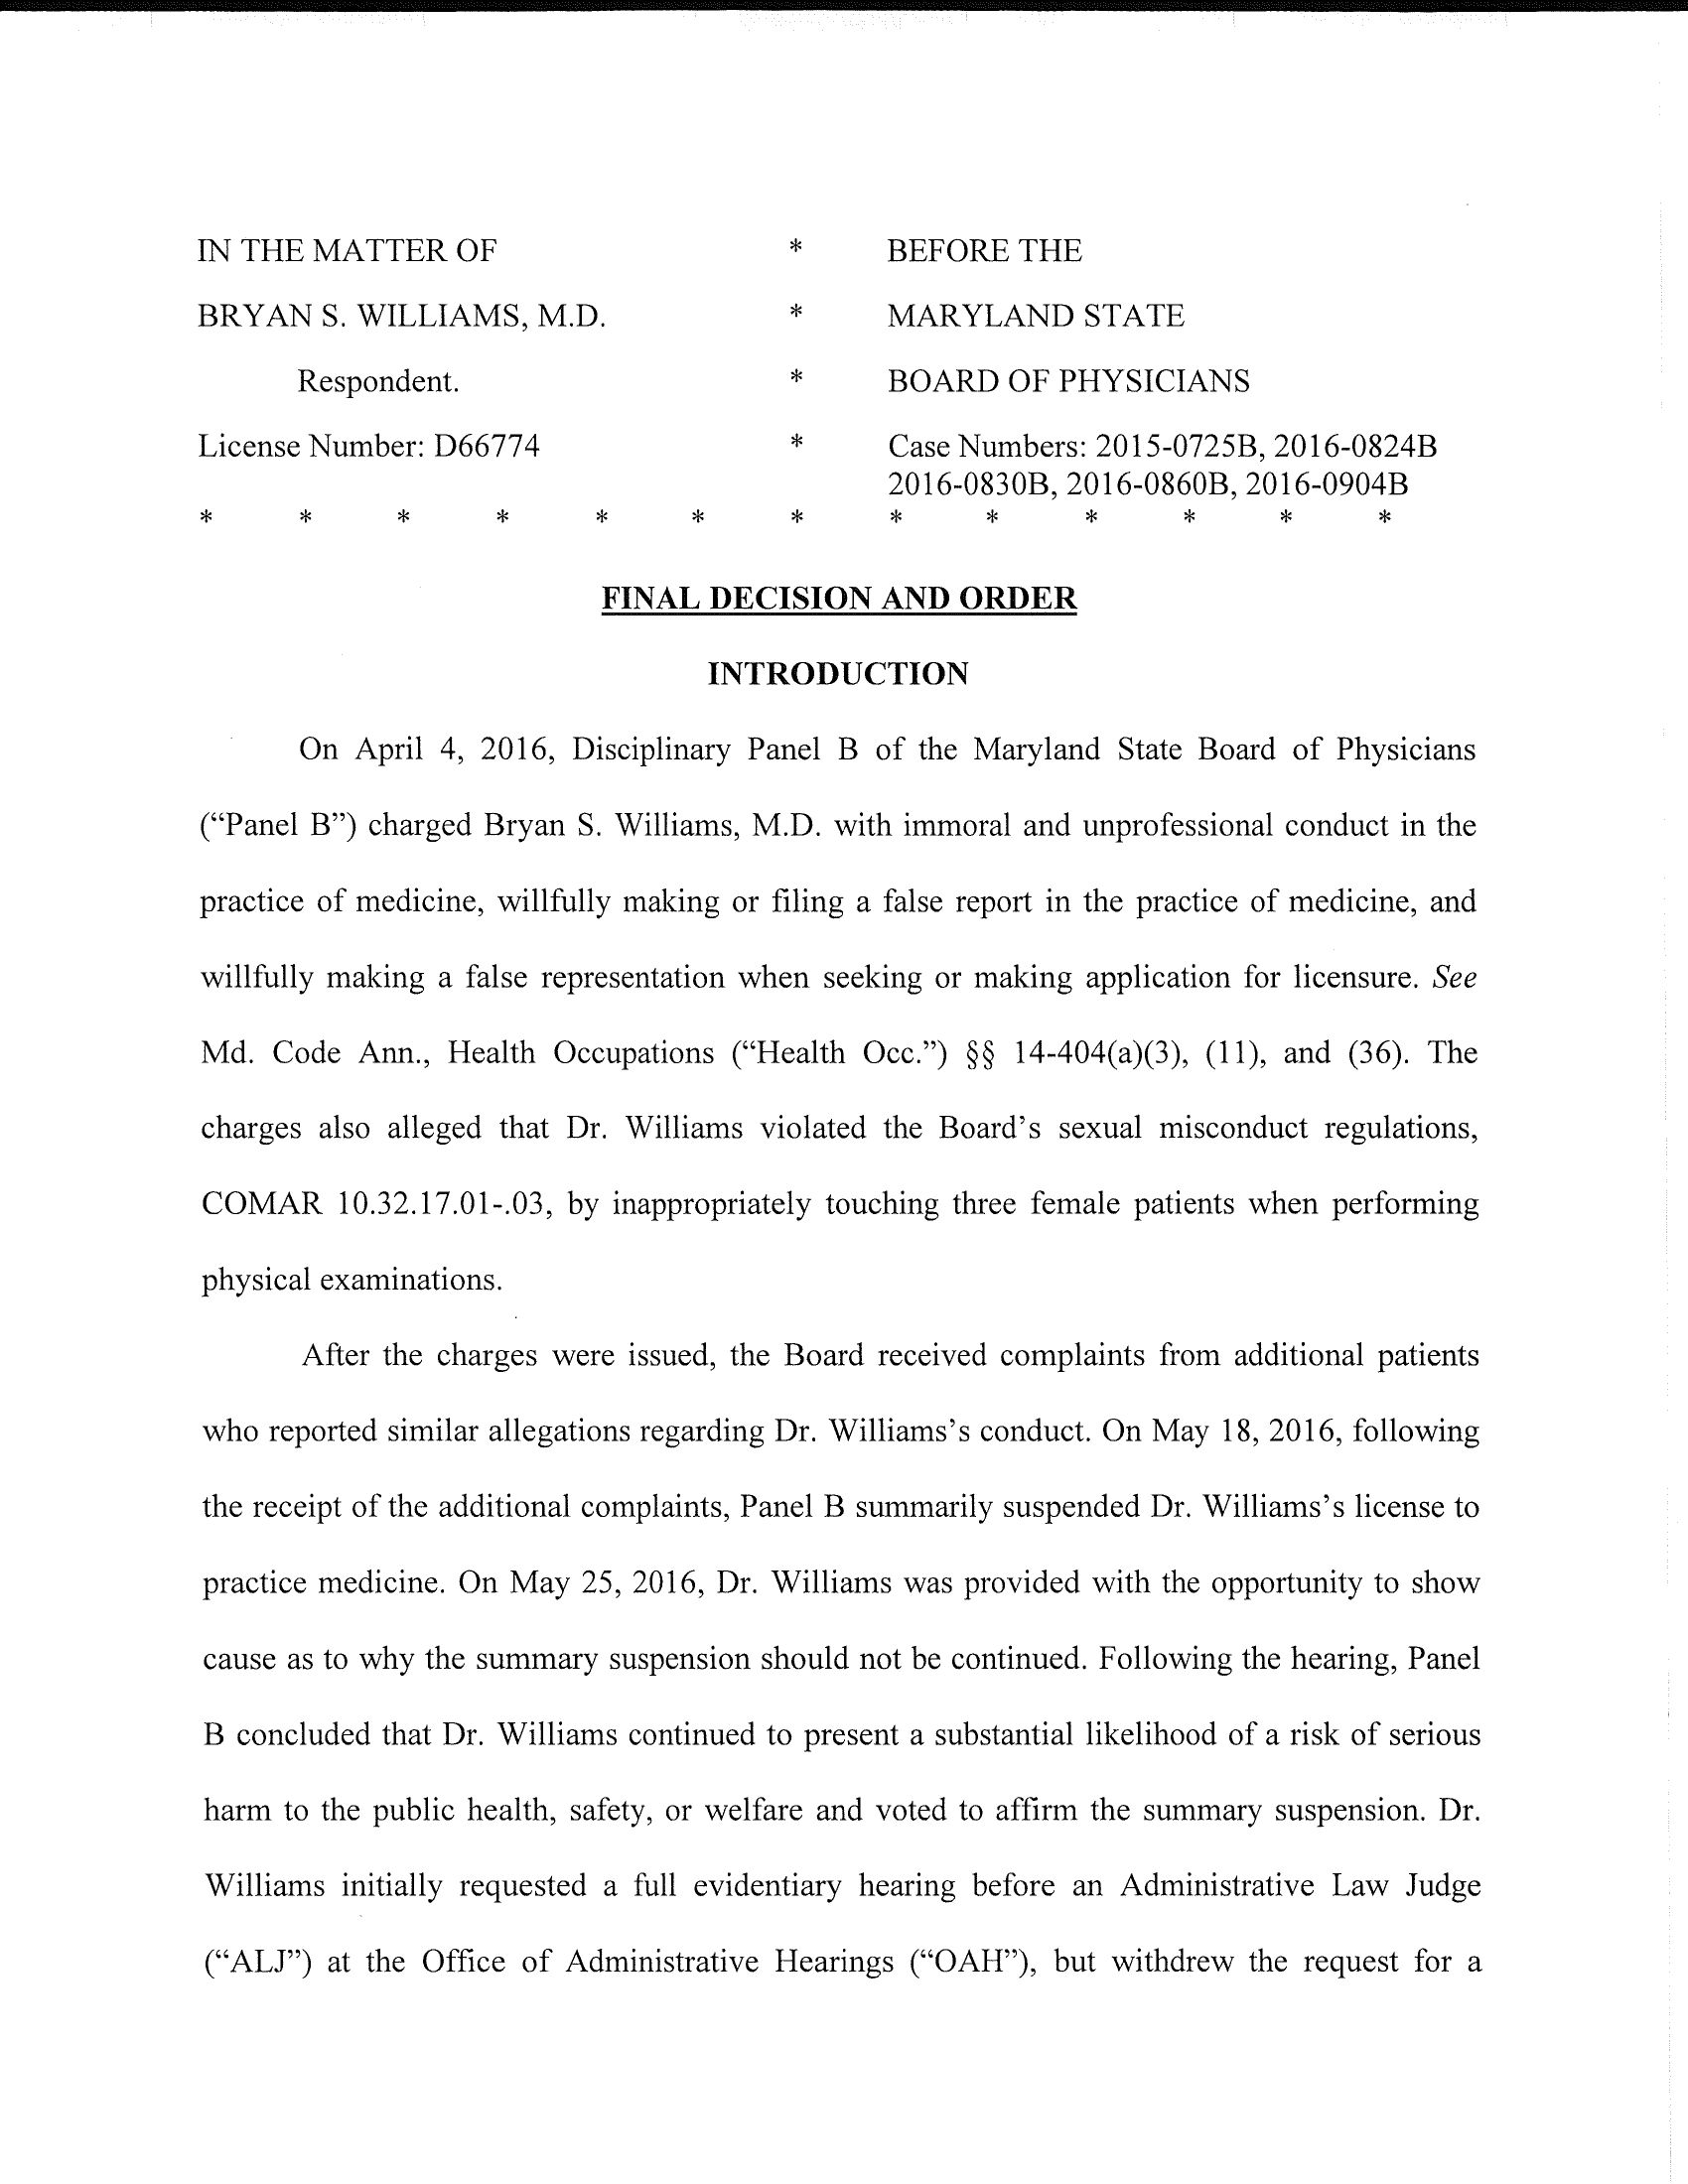 IN THE MATTER OF * BEFORE THE
BRYAN S. WILLIAMS, M.D. * MARYLAND STATE
Respondent. * BOARD OF PHYSICIANS
License Number: D66774 * Case Numbers: 2015-0725B, 2016-0824B
2016-0830B, 2016-0860B, 2016-0904B
* * * * * * * * * * * * *
FINAL DECISION AND ORDER
INTRODUCTION
On April 4, 2016, Disciplinary Panel B of the Maryland State Board of Physicians
(“Panel B”) charged Bryan S. Williams, M.D. with immoral and unprofessional conduct in the
practice of medicine, willfully making or filing a false report in the practice of medicine, and
willfully making a false representation when seeking or making application for licensure. See
Md. Code Ann., Health Occupations (“Health Occ.”) §§ 14-404(a)(3), (11), and (36). The
charges also alleged that Dr. Williams violated the Board’s sexual misconduct regulations,
COMAR 10.32.17.01-.03, by inappropriately touching three female patients when performing
physical examinations.
After the charges were issued, the Board received complaints from additional patients
who reported similar allegations regarding Dr. Williams’s conduct. On May 18, 2016, following
the receipt of the additional complaints, Panel B summarily suspended Dr. Williams’s license to
practice medicine. On May 25, 2016, Dr. Williams was provided with the opportunity to show
cause as to why the summary suspension should not be continued. Following the hearing, Panel
B concluded that Dr. Williams continued to present a substantial likelihood of a risk of serious
harm to the public health, safety, or welfare and voted to affirm the summary suspension. Dr.
Williams initially requested a full evidentiary hearing before an Administrative Law Judge
(“ALJ”) at the Office of Administrative Hearings (“OAH”), but withdrew the request for a